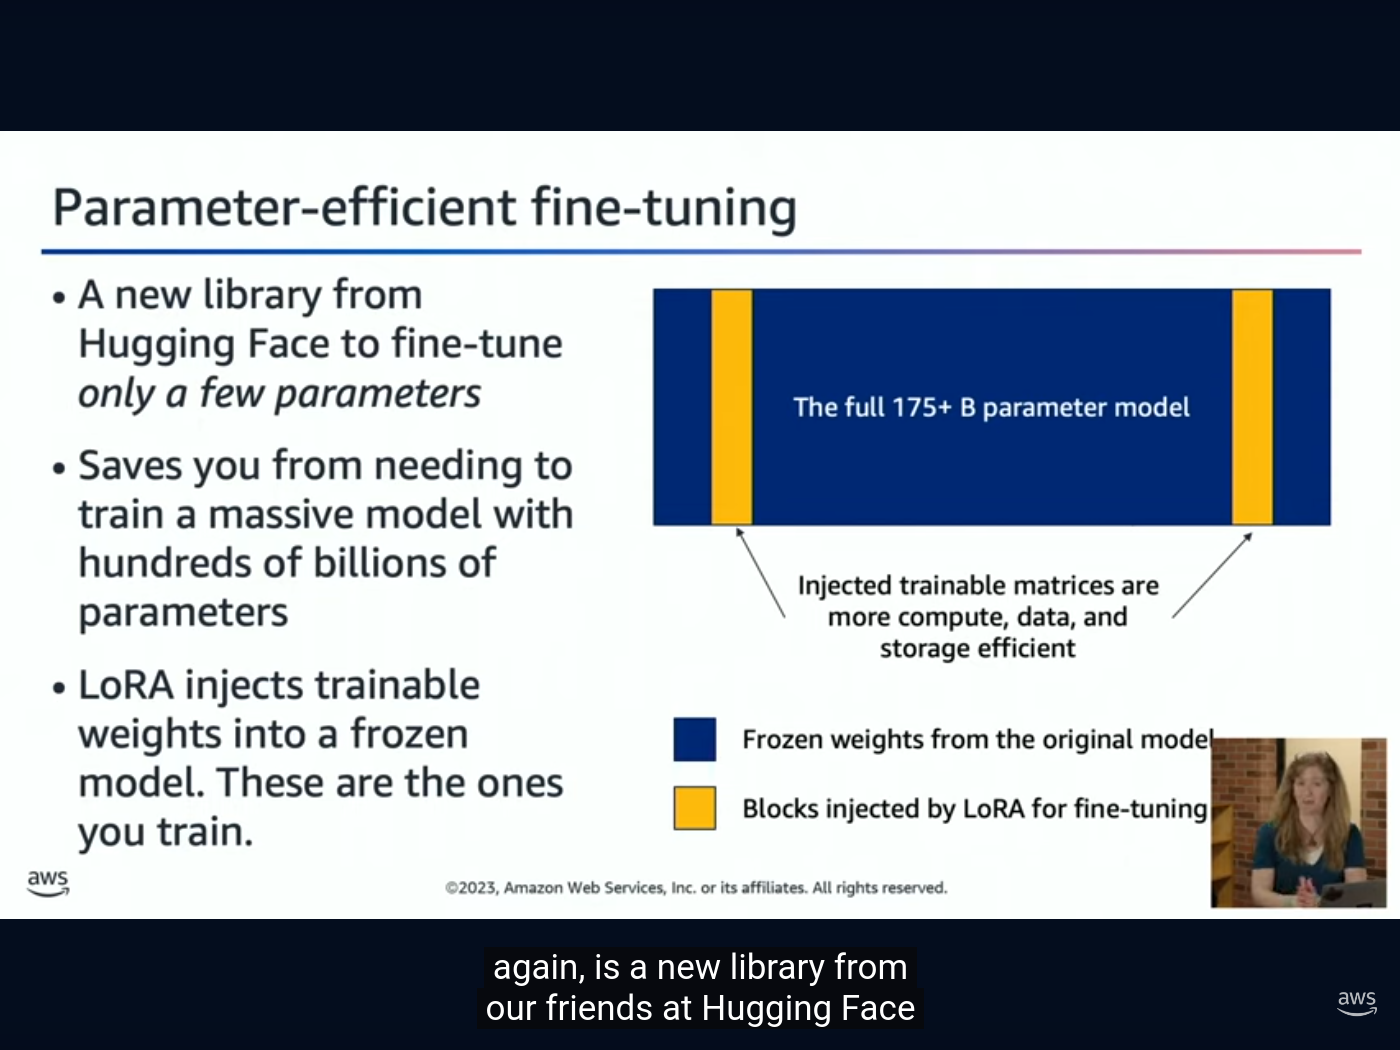 Parameter-efficient fine-tuning
• A new library from
Hugging Face to fine-tune
only a few parameters
• Saves you from needing to
train a massive model with
hundreds of billions of
parameters
• LoRA injects trainable
weights into a frozen
model. These are the ones
you train.
The full 175+ B parameter model
Injected trainable matrices are
more compute, data, and
storage efficient
Frozen weights from the original model
Blocks injected by LoRA for fine-tuning
aws
©2023, Amazon Web Services, Inc. or its affiliates. All rights reserved.
again, is a new library from
our friends at Hugging Face
aws